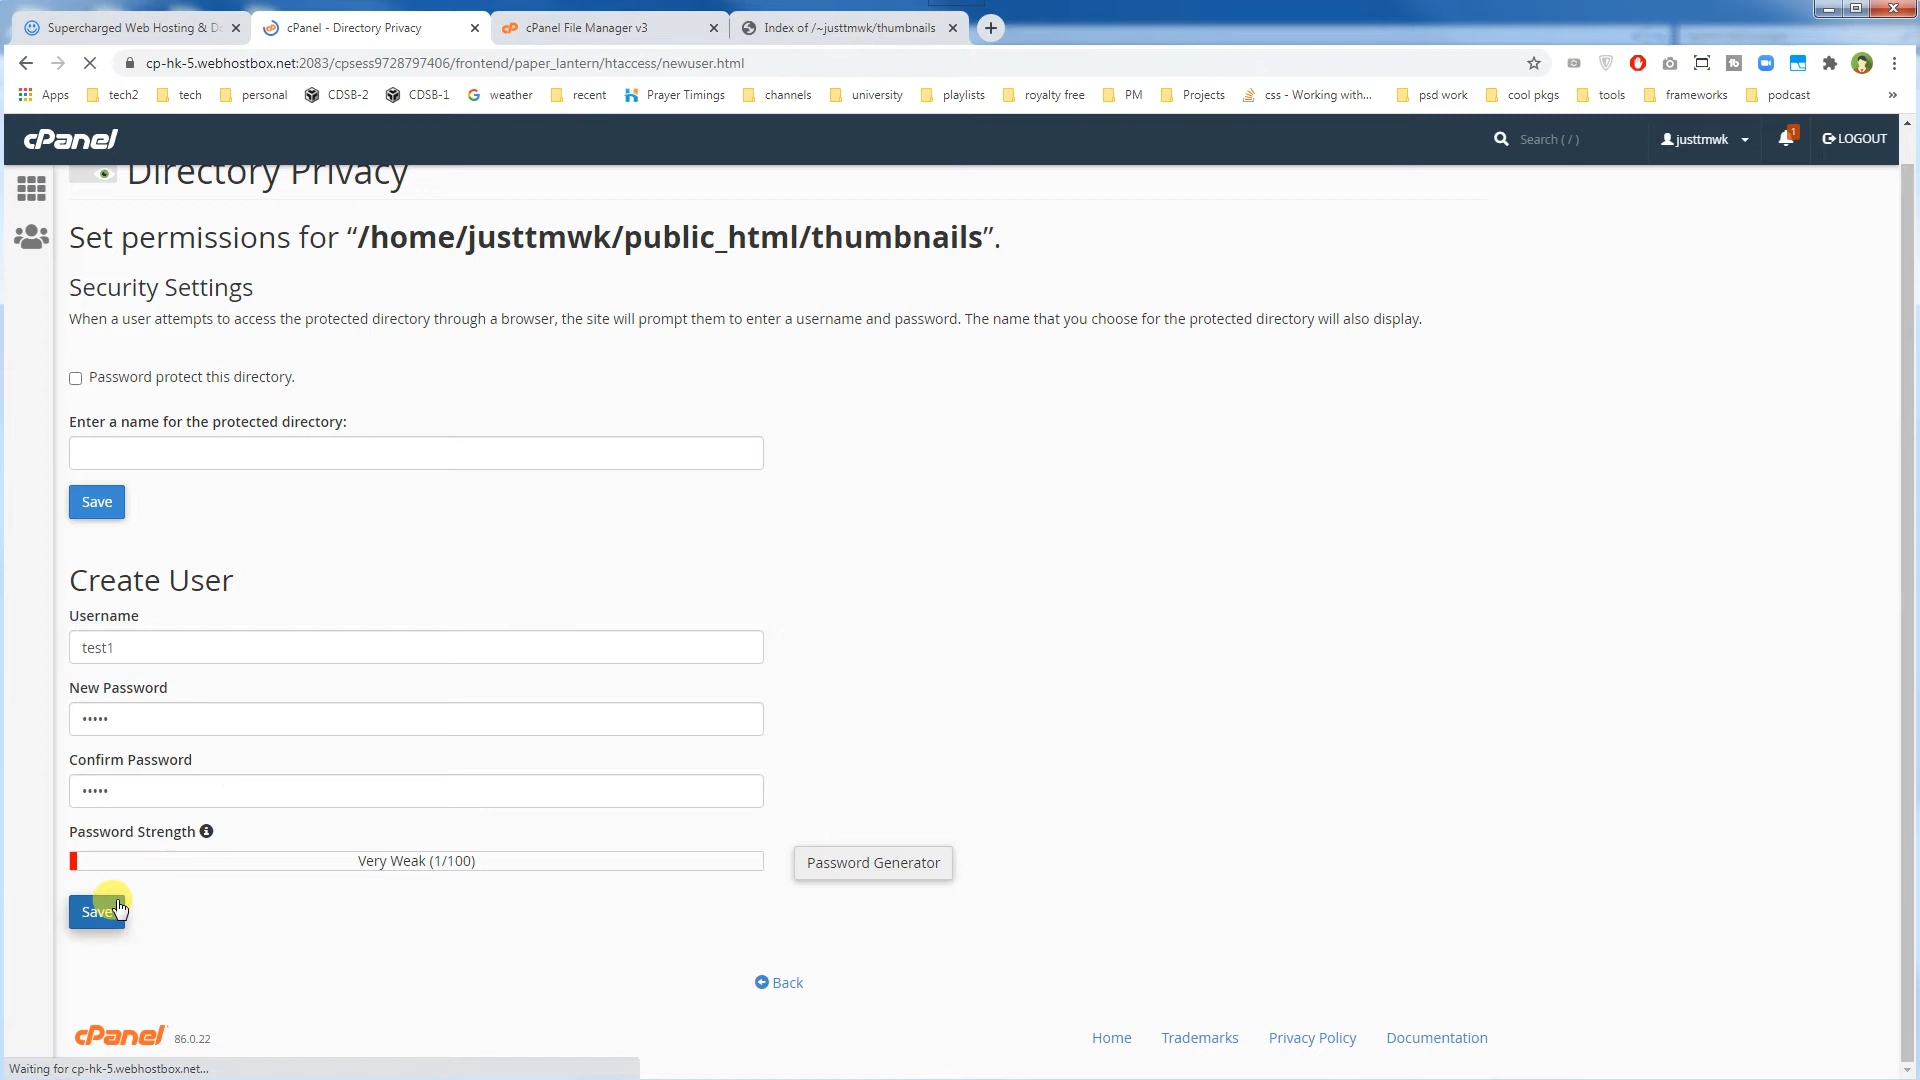 Supercharged Web Hosting & Do
cPanel - Directory Privacy
cPanel File Manager v3
Index of /~justtmwk/thumbnails
cp-hk-5.webhostbox.net:2083/cpsess9728797406/frontend/paper_lantern/htaccess/newuser.html
Apps tech2 tech personal CDSB-2 CDSB-1 weather recent Prayer Timings channels university playlists royalty free PM Projects css - Working with... psd work cool pkgs tools frameworks podcast »
cPanel Search ( / ) justtmwk 1 LOGOUT
Directory Privacy
Set permissions for “/home/justtmwk/public_html/thumbnails”.
Security Settings
When a user attempts to access the protected directory through a browser, the site will prompt them to enter a username and password. The name that you choose for the protected directory will also display.
Password protect this directory.
Enter a name for the protected directory:
Save
Create User
Username
test1
New Password
•••••
Confirm Password
•••••
Password Strength
Very Weak (1/100)
Password Generator
Save
Back
cPanel 86.0.22
Home Trademarks Privacy Policy Documentation
Waiting for cp-hk-5.webhostbox.net...